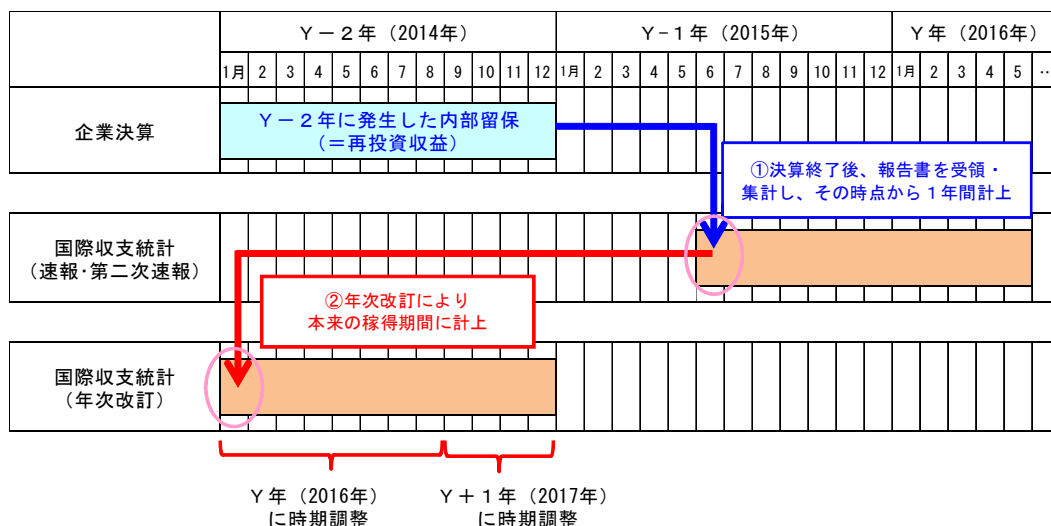 Ｙ－２年（2014年）
Ｙ-１年（2015年）
Ｙ年（2016年）
1月 2 3 4 5 6 7 8 9 10 11 12 1月 2 3 4 5 6 7 8 9 10 11 12 1月 2 3 4 5 …
企業決算
Ｙ－２年に発生した内部留保
（＝再投資収益）
①決算終了後、報告書を受領・
集計し、その時点から１年間計上
国際収支統計
（速報･第二次速報）
②年次改訂により
本来の稼得期間に計上
国際収支統計
（年次改訂）
Ｙ年（2016年）
に時期調整
Ｙ＋１年（2017年）
に時期調整